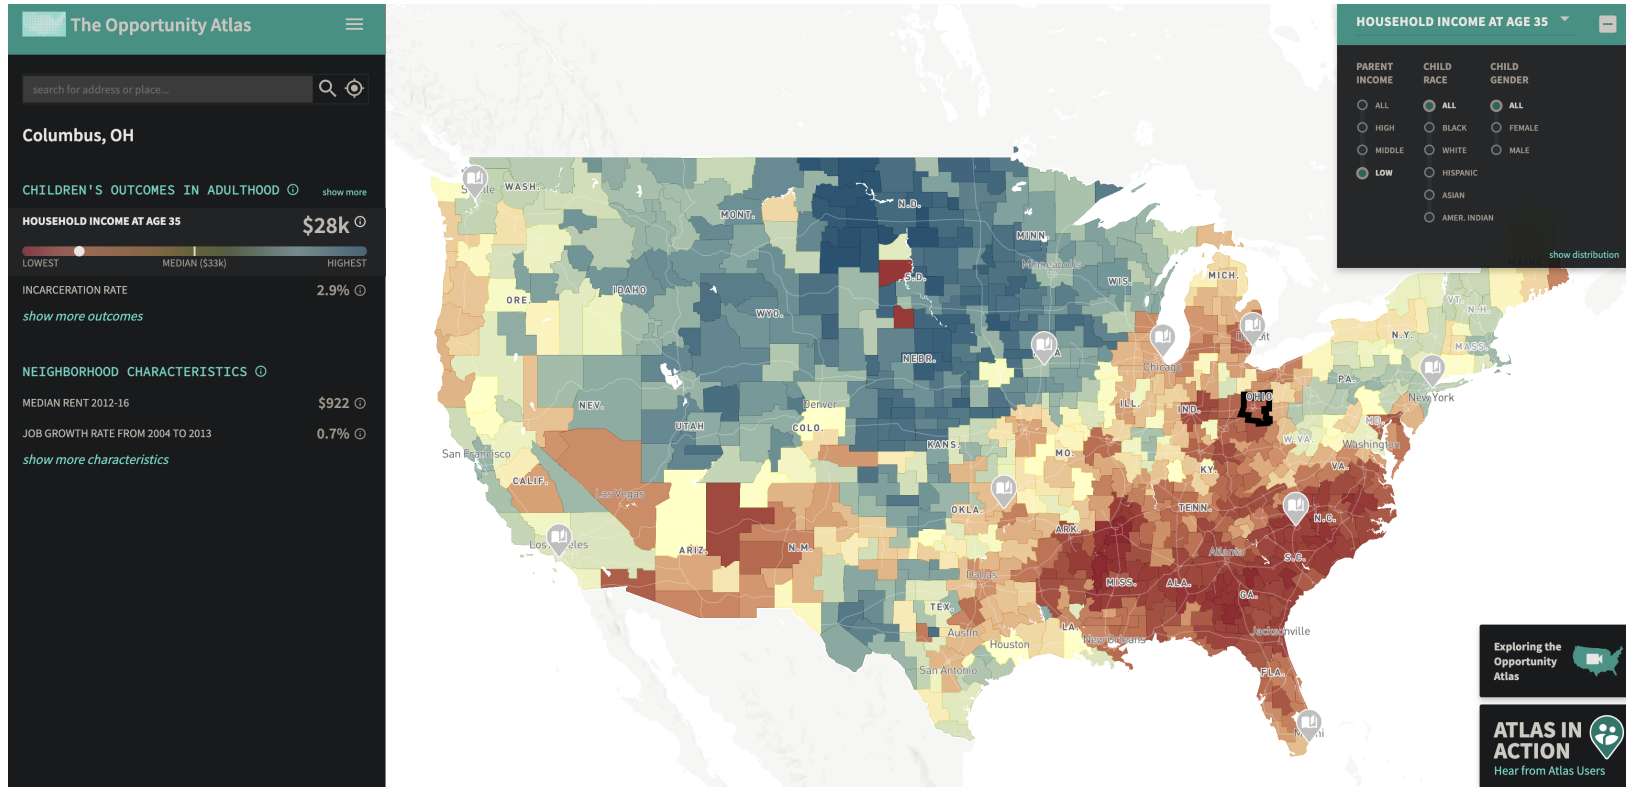 The Opportunity Atlas
search for address or place...
Columbus, OH
CHILDREN'S OUTCOMES IN ADULTHOOD
show more
HOUSEHOLD INCOME AT AGE 35
$28k
LOWEST
MEDIAN ($33k)
HIGHEST
INCARCERATION RATE
2.9%
show more outcomes
NEIGHBORHOOD CHARACTERISTICS
MEDIAN RENT 2012-16
$922
JOB GROWTH RATE FROM 2004 TO 2013
0.7%
show more characteristics
HOUSEHOLD INCOME AT AGE 35
PARENT INCOME
ALL
HIGH
MIDDLE
LOW
CHILD RACE
ALL
BLACK
WHITE
HISPANIC
ASIAN
AMER. INDIAN
CHILD GENDER
ALL
FEMALE
MALE
show distribution
WASH.
MONT.
N.D.
MINN.
Minneapolis
ORE.
IDAHO
S.D.
WIS.
MICH.
VT.
N.H.
WYO.
N.Y.
MASS.
NEBR.
Chicago
PA.
New York
NEV.
Denver
ILL.
IND.
OHIO
UTAH
COLO.
MD.
San Francisco
KANS.
MO.
W.VA.
Washington
KY.
VA.
CALIF.
Las Vegas
OKLA.
TENN.
N.C.
ARK.
ARIZ.
N.M.
Atlanta
S.C.
Dallas
MISS.
ALA.
GA.
TEX.
Austin
LA.
New Orleans
Jacksonville
Houston
San Antonio
FLA.
Exploring the
Opportunity
Atlas
ATLAS IN
ACTION
Hear from Atlas Users